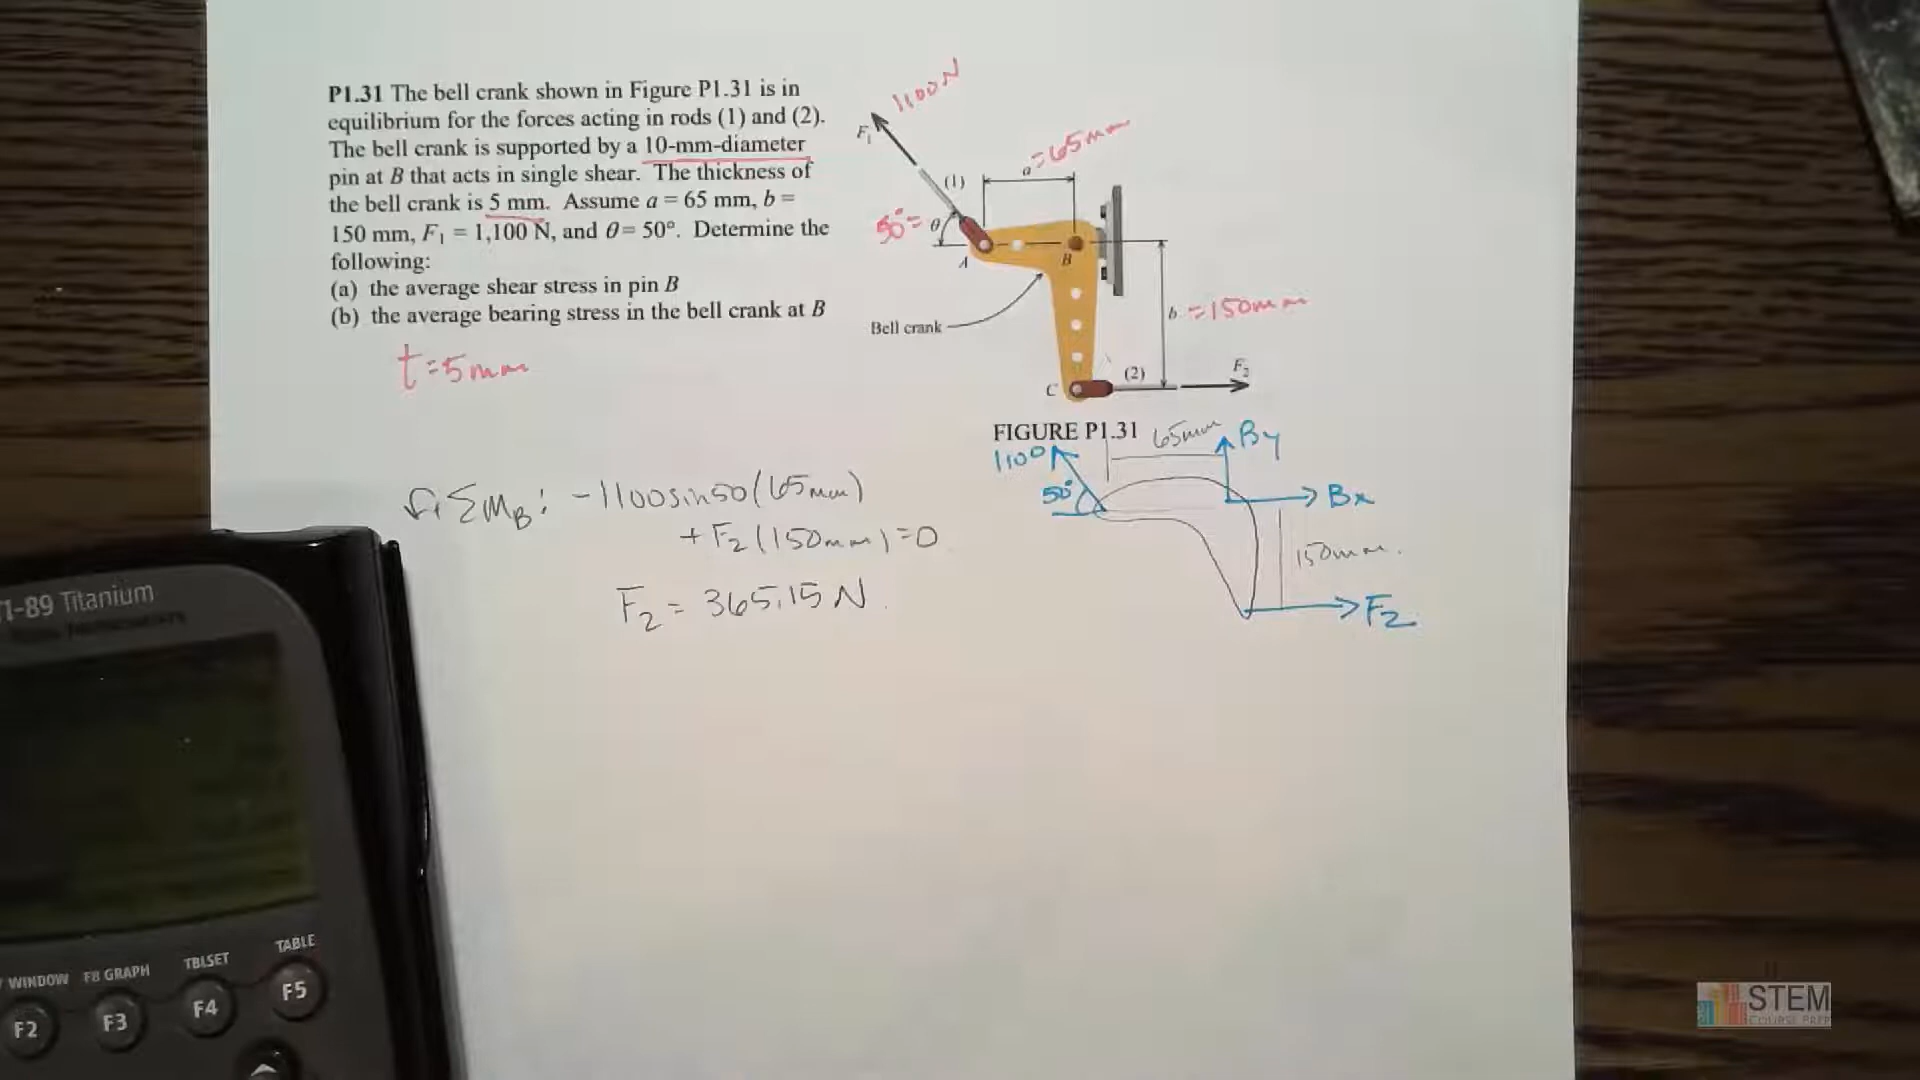 P1.31 The bell crank shown in Figure P1.31 is in
equilibrium for the forces acting in rods (1) and (2).
The bell crank is supported by a 10-mm-diameter
pin at B that acts in single shear. The thickness of
the bell crank is 5 mm. Assume a = 65 mm, b =
150 mm, F₁ = 1,100 N, and θ = 50°. Determine the
following:
(a) the average shear stress in pin B
(b) the average bearing stress in the bell crank at B
t=5mm
1100N
F₁
(1)
a=65mm
50°= θ
A
B
b =150mm
Bell crank
C
(2)
F₂
FIGURE P1.31
65mm
By
1100
50°
Bx
150mm.
F₂
ΣM_B: -1100sin50(65mm)
+F₂(150mm)=0
F₂ = 365.15N
TI-89 Titanium
WINDOW
F8 GRAPH
TBLSET
TABLE
F2
F3
F4
F5
STEM
COURSE PREP